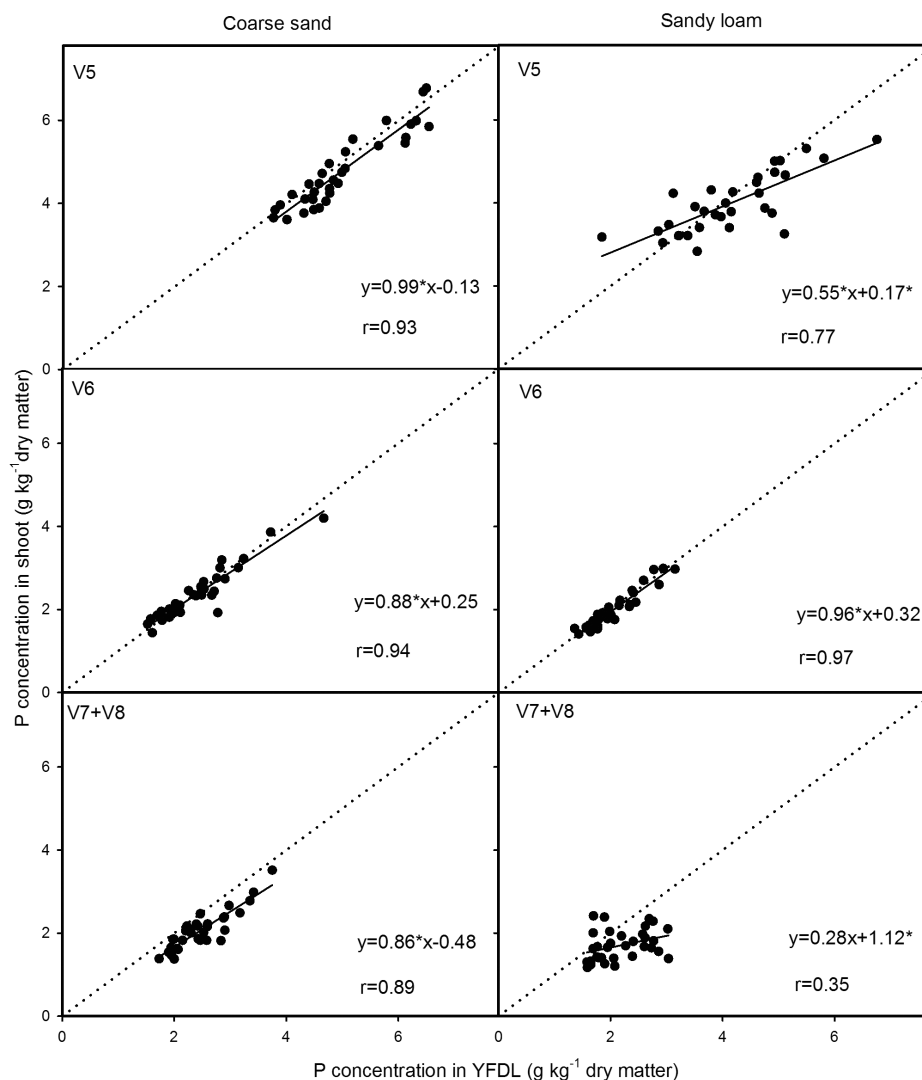 Coarse sand
Sandy loam
V5
V5
6
4
2
0
y=0.99*x-0.13
r=0.93
y=0.55*x+0.17*
r=0.77
V6
V6
6
4
2
0
y=0.88*x+0.25
r=0.94
y=0.96*x+0.32
r=0.97
V7+V8
V7+V8
6
4
2
0
y=0.86*x-0.48
r=0.89
y=0.28x+1.12*
r=0.35
0 2 4 6 0 2 4 6
P concentration in shoot (g kg⁻¹dry matter)
P concentration in YFDL (g kg⁻¹ dry matter)